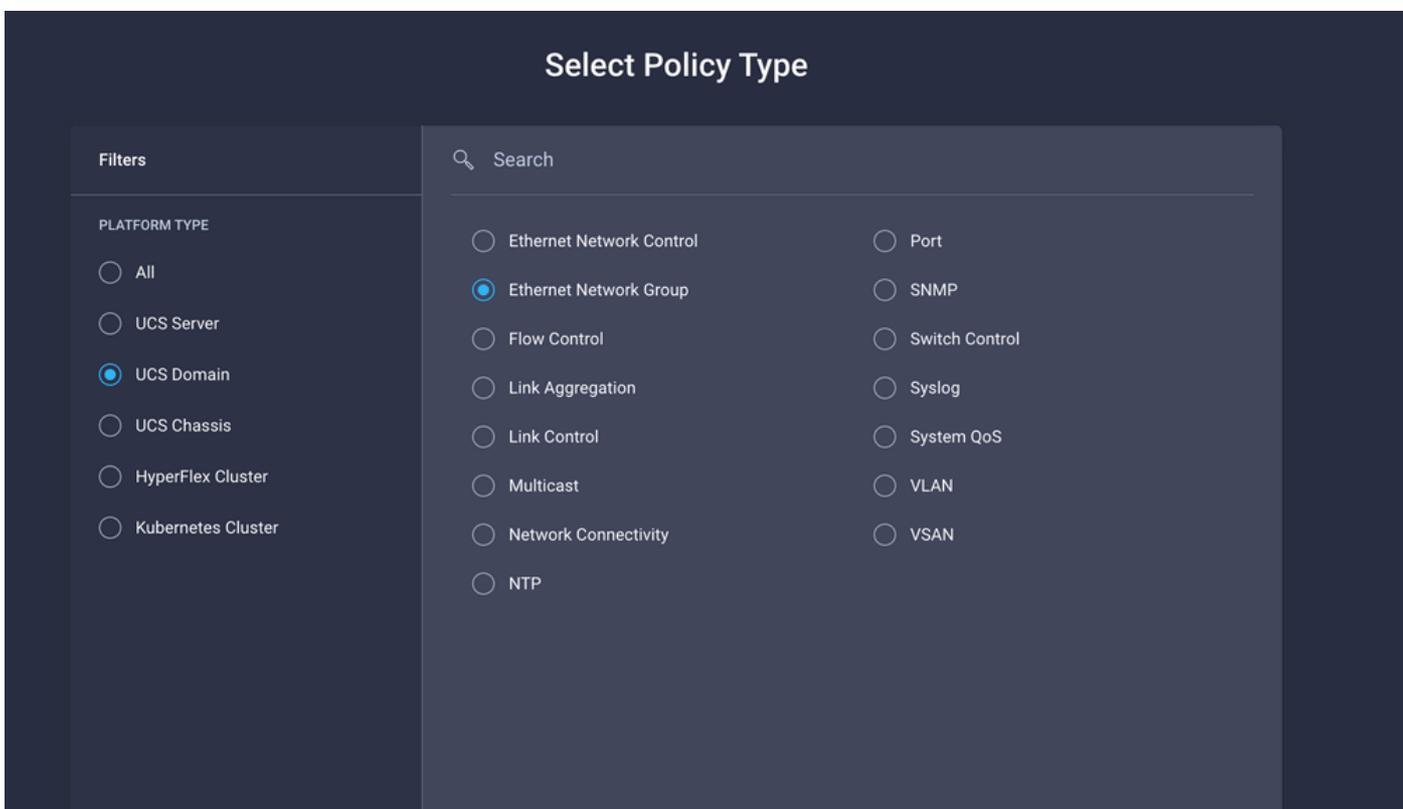 Select Policy Type
Filters
PLATFORM TYPE
All
UCS Server
UCS Domain
UCS Chassis
HyperFlex Cluster
Kubernetes Cluster
Search
Ethernet Network Control
Ethernet Network Group
Flow Control
Link Aggregation
Link Control
Multicast
Network Connectivity
NTP
Port
SNMP
Switch Control
Syslog
System QoS
VLAN
VSAN